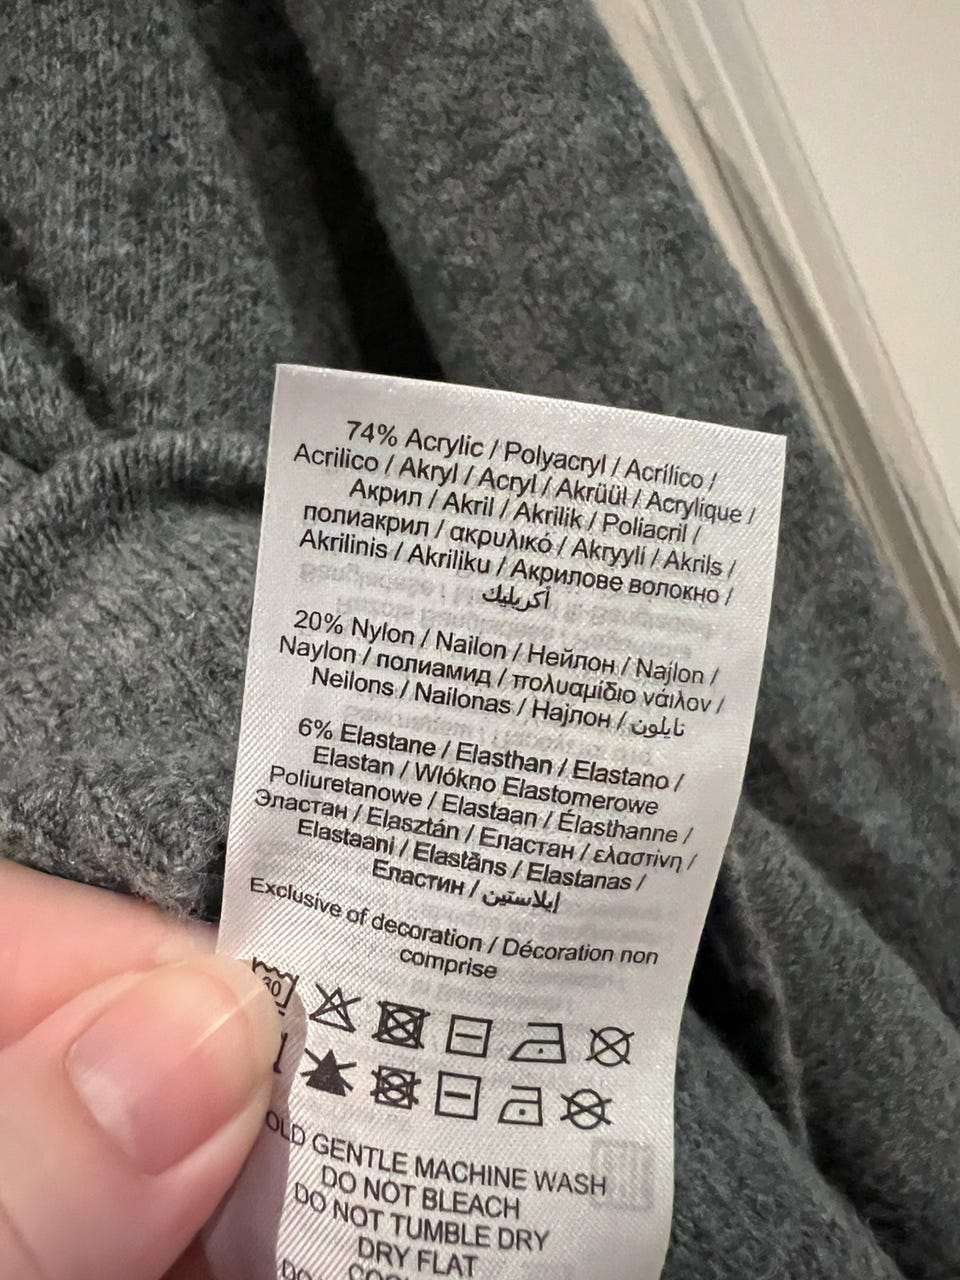 74% Acrylic / Polyacryl / Acrílico /
Acrilico / Akryl / Acryl / Akrüül / Acrylique /
Акрил / Akril / Akrilik / Poliacril /
полиакрил / ακρυλικό / Akryyli / Akrils /
Akrilinis / Akriliku / Акрилове волокно /
أكريليك
20% Nylon / Nailon / Нейлон / Najlon /
Naylon / полиамид / πολυαμίδιο νάιλον /
Neilons / Nailonas / Најлон / نايلون
6% Elastane / Elasthan / Elastano /
Elastan / Włókno Elastomerowe
Poliuretanowe / Elastaan / Élasthanne /
Эластан / Elasztán / Еластан / ελαστίνη /
Elastaani / Elastāns / Elastanas /
Еластин / إيلاستين
Exclusive of decoration / Décoration non
comprise
30
GENTLE MACHINE WASH
DO NOT BLEACH
DO NOT TUMBLE DRY
DRY FLAT